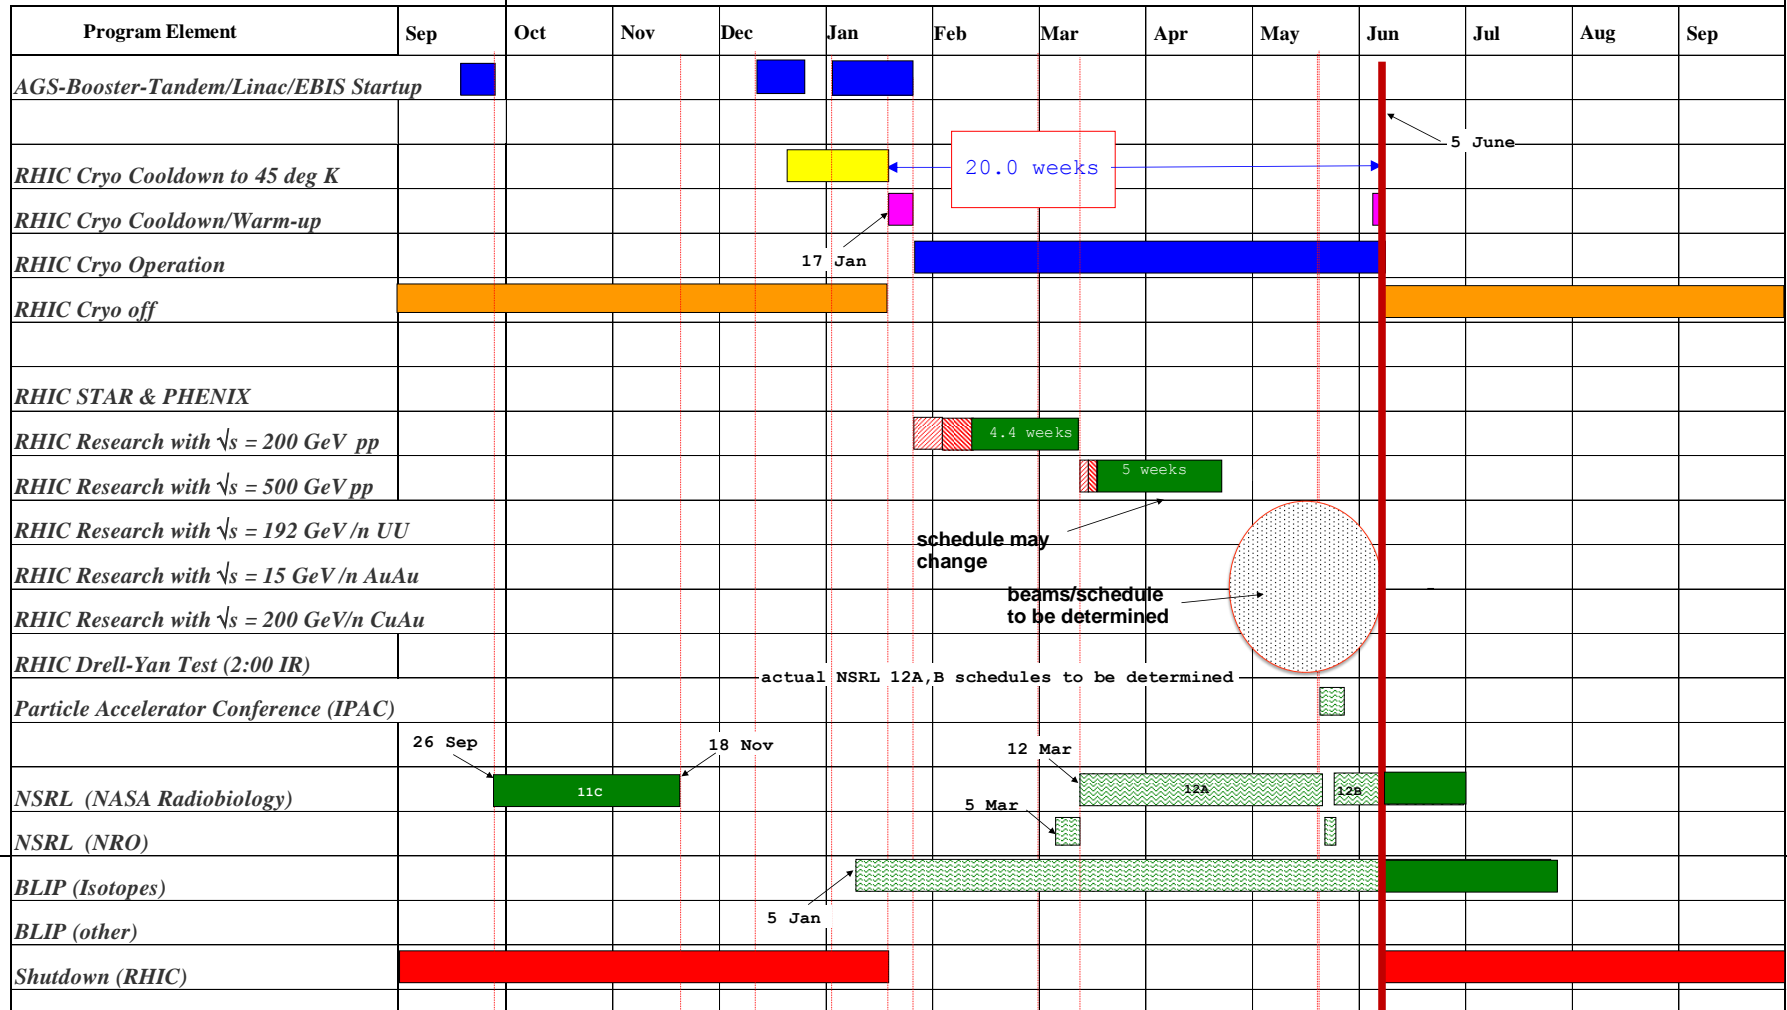 Program Element Sep Oct Nov Dec Jan Feb Mar Apr May Jun Jul Aug Sep
AGS-Booster-Tandem/Linac/EBIS Startup
5 June
RHIC Cryo Cooldown to 45 deg K
20.0 weeks
RHIC Cryo Cooldown/Warm-up
17 Jan
RHIC Cryo Operation
RHIC Cryo off
RHIC STAR & PHENIX
RHIC Research with √s = 200 GeV pp
4.4 weeks
RHIC Research with √s = 500 GeV pp
5 weeks
RHIC Research with √s = 192 GeV /n UU
schedule may
change
RHIC Research with √s = 15 GeV /n AuAu
beams/schedule
to be determined
RHIC Research with √s = 200 GeV/n CuAu
RHIC Drell-Yan Test (2:00 IR)
actual NSRL 12A,B schedules to be determined
Particle Accelerator Conference (IPAC)
26 Sep
18 Nov
12 Mar
NSRL (NASA Radiobiology)
11C
12A
12B
5 Mar
NSRL (NRO)
BLIP (Isotopes)
5 Jan
BLIP (other)
Shutdown (RHIC)